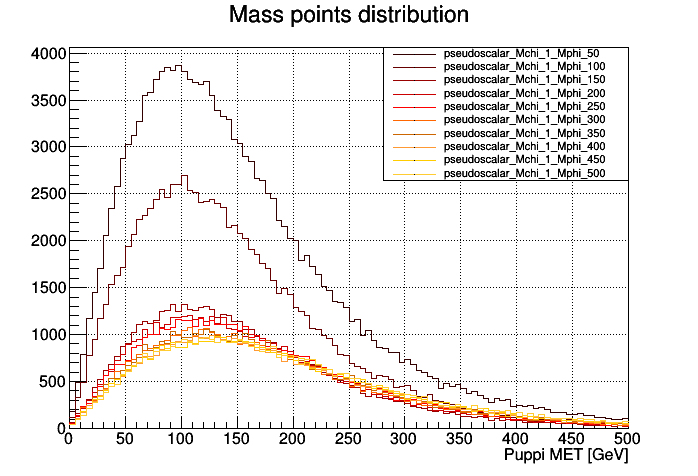 Mass points distribution
pseudoscalar_Mchi_1_Mphi_50
pseudoscalar_Mchi_1_Mphi_100
pseudoscalar_Mchi_1_Mphi_150
pseudoscalar_Mchi_1_Mphi_200
pseudoscalar_Mchi_1_Mphi_250
pseudoscalar_Mchi_1_Mphi_300
pseudoscalar_Mchi_1_Mphi_350
pseudoscalar_Mchi_1_Mphi_400
pseudoscalar_Mchi_1_Mphi_450
pseudoscalar_Mchi_1_Mphi_500
4000
3500
3000
2500
2000
1500
1000
500
0
0 50 100 150 200 250 300 350 400 450 500
Puppi MET [GeV]